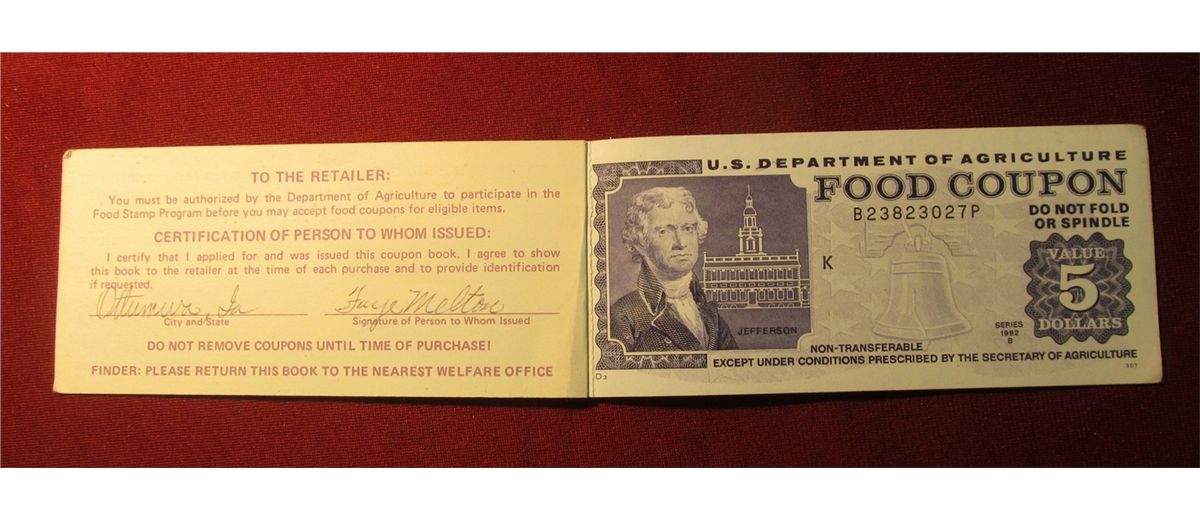 TO THE RETAILER:
You must be authorized by the Department of Agriculture to participate in the
Food Stamp Program before you may accept food coupons for eligible items.
CERTIFICATION OF PERSON TO WHOM ISSUED:
I certify that I applied for and was issued this coupon book. I agree to show
this book to the retailer at the time of each purchase and to provide identification
if requested.
Ottumwa, Ia Faye Melton
City and State Signature of Person to Whom Issued
DO NOT REMOVE COUPONS UNTIL TIME OF PURCHASE!
FINDER: PLEASE RETURN THIS BOOK TO THE NEAREST WELFARE OFFICE
U.S. DEPARTMENT OF AGRICULTURE
FOOD COUPON
B23823027P
DO NOT FOLD
OR SPINDLE
K
VALUE
5
DOLLARS
JEFFERSON
SERIES
1992
B
NON-TRANSFERABLE
EXCEPT UNDER CONDITIONS PRESCRIBED BY THE SECRETARY OF AGRICULTURE
D3
307